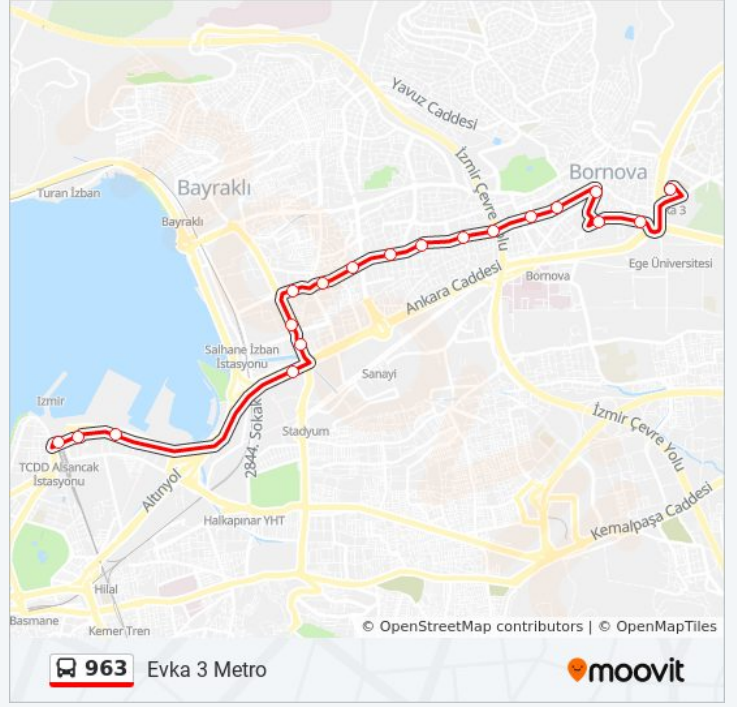 Yavuz Caddesi
İzmir Çevre Yolu
Bornova
Bayraklı
Turan İzban
Bayraklı
Ege Üniversitesi
Ankara Caddesi
Bornova
Salhane İzban
İstasyonu
Sanayi
Izmir
2844. Sokak
Stadyum
İzmir Çevre Yolu
TCDD Alsancak
İstasyonu
Altınyol
Halkapınar YHT
Kemalpaşa Caddesi
Hilal
Basmane
Kemer Tren
© OpenStreetMap contributors | © OpenMapTiles
963 Evka 3 Metro
moovit